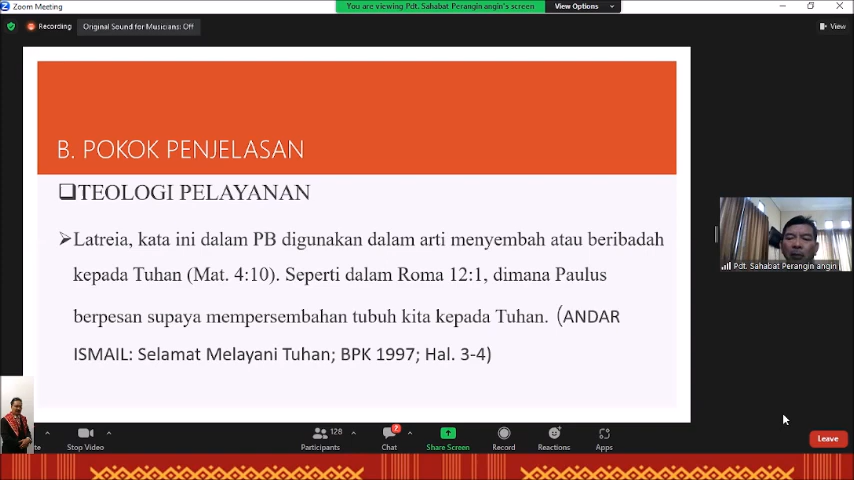 Zoom Meeting
You are viewing Pdt. Sahabat Perangin angin's screen
View Options
Recording
Original Sound for Musicians: Off
View
B. POKOK PENJELASAN
TEOLOGI PELAYANAN
Latreia, kata ini dalam PB digunakan dalam arti menyembah atau beribadah
kepada Tuhan (Mat. 4:10). Seperti dalam Roma 12:1, dimana Paulus
berpesan supaya mempersembahan tubuh kita kepada Tuhan. (ANDAR
ISMAIL: Selamat Melayani Tuhan; BPK 1997; Hal. 3-4)
Pdt. Sahabat Perangin angin
te
Stop Video
128
Participants
7
Chat
Share Screen
Record
Reactions
Apps
Leave